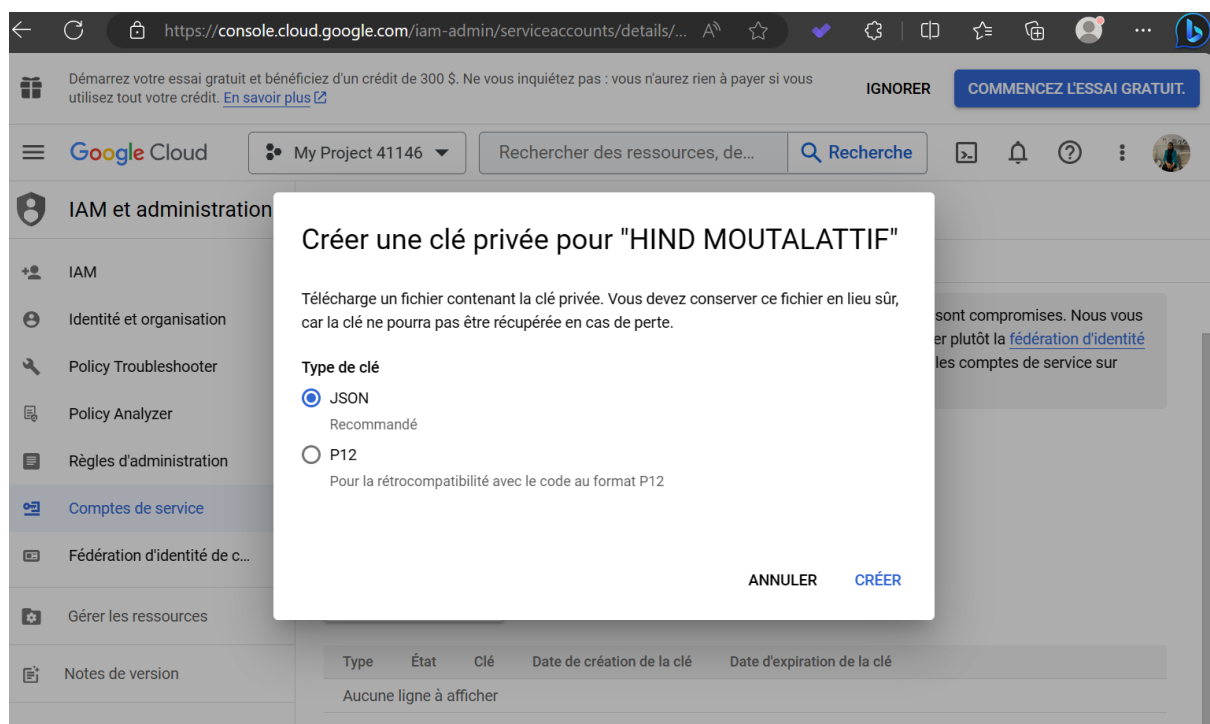 https://console.cloud.google.com/iam-admin/serviceaccounts/details/...
Démarrez votre essai gratuit et bénéficiez d'un crédit de 300 $. Ne vous inquiétez pas : vous n'aurez rien à payer si vous
utilisez tout votre crédit. En savoir plus
IGNORER
COMMENCEZ L'ESSAI GRATUIT.
Google Cloud
My Project 41146
Rechercher des ressources, de...
Recherche
IAM et administration
IAM
Identité et organisation
Policy Troubleshooter
Policy Analyzer
Règles d'administration
Comptes de service
Fédération d'identité de c...
Gérer les ressources
Notes de version
Créer une clé privée pour "HIND MOUTALATTIF"
Télécharge un fichier contenant la clé privée. Vous devez conserver ce fichier en lieu sûr,
car la clé ne pourra pas être récupérée en cas de perte.
Type de clé
JSON
Recommandé
P12
Pour la rétrocompatibilité avec le code au format P12
ANNULER
CRÉER
sont compromises. Nous vous
er plutôt la fédération d'identité
les comptes de service sur
Type État Clé Date de création de la clé Date d'expiration de la clé
Aucune ligne à afficher